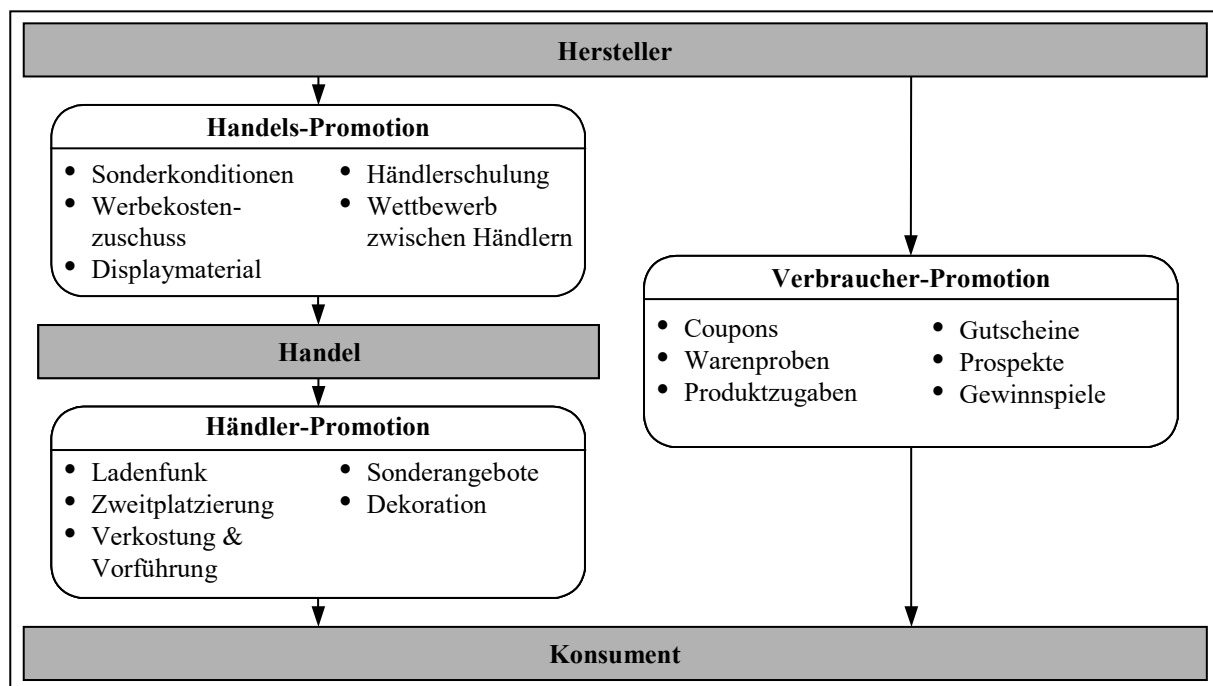 Hersteller
Handels-Promotion
• Sonderkonditionen
• Werbekosten-
zuschuss
• Displaymaterial
• Händlerschulung
• Wettbewerb
zwischen Händlern
Handel
Händler-Promotion
• Ladenfunk
• Zweitplatzierung
• Verkostung &
Vorführung
• Sonderangebote
• Dekoration
Verbraucher-Promotion
• Coupons
• Warenproben
• Produktzugaben
• Gutscheine
• Prospekte
• Gewinnspiele
Konsument